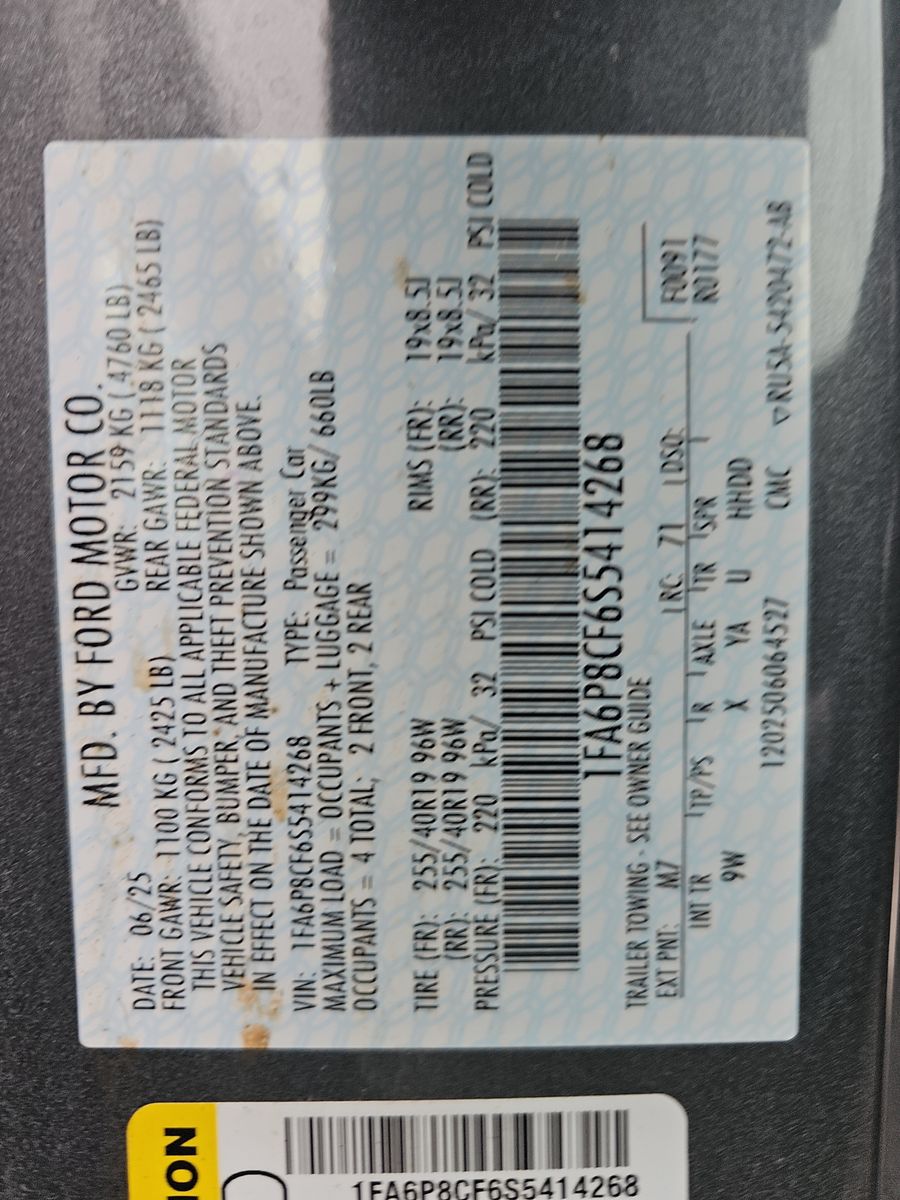 MFD. BY FORD MOTOR CO.
DATE: 06/25 GVWR: 2159 KG ( 4760 LB)
FRONT GAWR: 1100 KG ( 2425 LB) REAR GAWR: 1118 KG ( 2465 LB)
THIS VEHICLE CONFORMS TO ALL APPLICABLE FEDERAL MOTOR
VEHICLE SAFETY, BUMPER, AND THEFT PREVENTION STANDARDS
IN EFFECT ON THE DATE OF MANUFACTURE SHOWN ABOVE.
VIN: 1FA6P8CF6S5414268 TYPE: Passenger Car
MAXIMUM LOAD = OCCUPANTS + LUGGAGE = 299KG/ 660LB
OCCUPANTS = 4 TOTAL; 2 FRONT, 2 REAR
TIRE (FR): 255/40R19 96W RIMS (FR): 19x8.5J
(RR): 255/40R19 96W (RR): 19x8.5J
PRESSURE (FR): 220 kPa/ 32 PSI COLD (RR): 220 kPa/ 32 PSI COLD
1FA6P8CF6S5414268
TRAILER TOWING - SEE OWNER GUIDE
EXT PNT: M7 RC: 71 DSO: F0091
INT TR TP/PS R AXLE TR SPR R0177
9W X YA U HHDD
1202506064527 CMC ▽RU5A-5420472-AB
ION
1FA6P8CF6S5414268